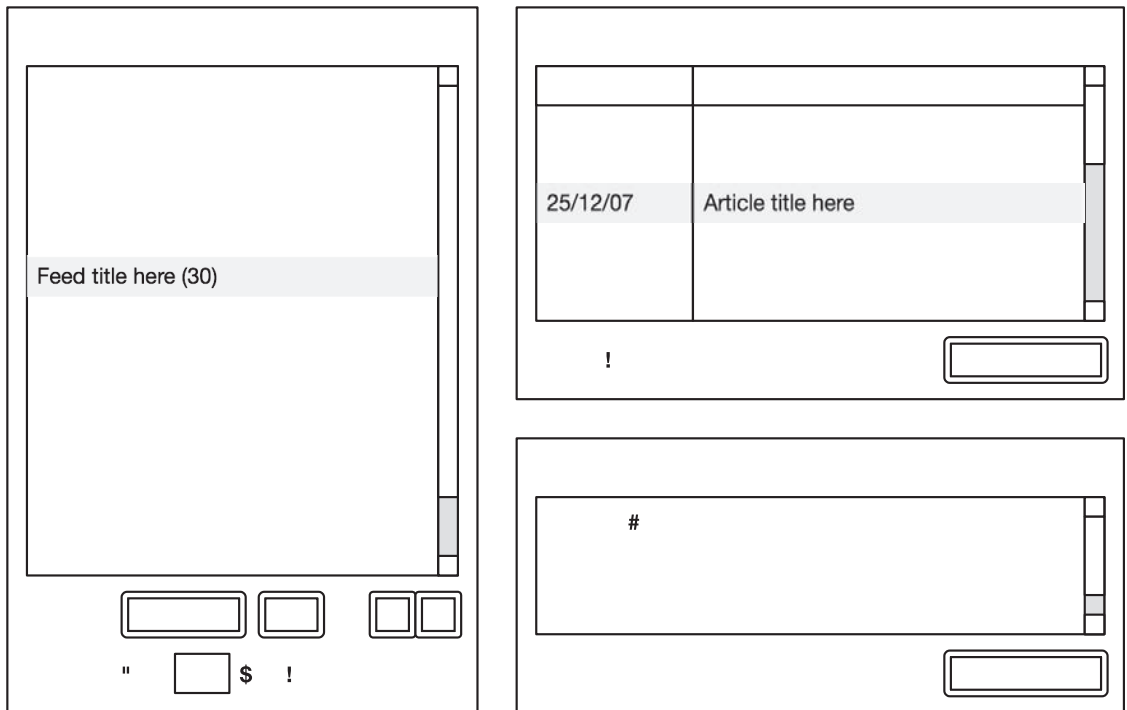 Feed title here (30)
" $ !
25/12/07 Article title here
!
#